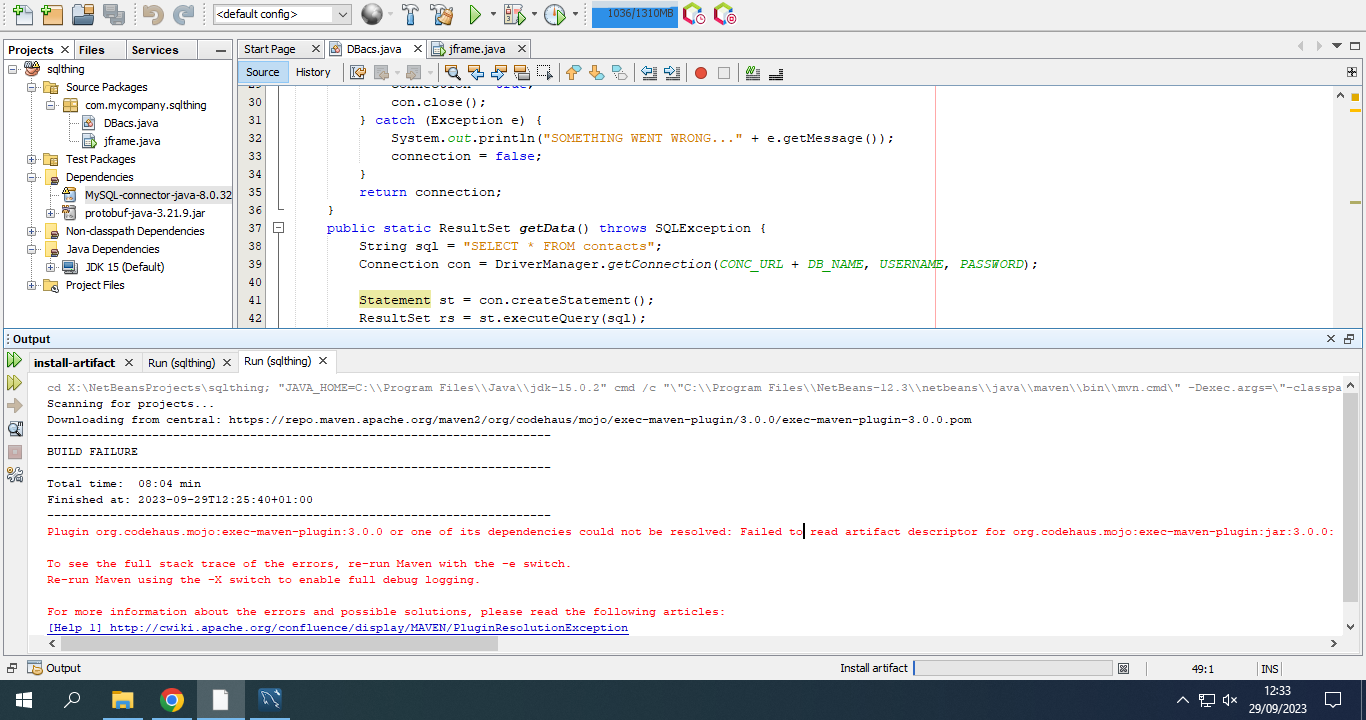 <default config>
1036/1310MB
Projects
Files
Services
Start Page
DBacs.java
jframe.java
Source
History
sqlthing
Source Packages
com.mycompany.sqlthing
DBacs.java
jframe.java
Test Packages
Dependencies
MySQL-connector-java-8.0.32
protobuf-java-3.21.9.jar
Non-classpath Dependencies
Java Dependencies
JDK 15 (Default)
Project Files
30 con.close();
31 } catch (Exception e) {
32 System.out.println("SOMETHING WENT WRONG..." + e.getMessage());
33 connection = false;
34 }
35 return connection;
36 }
37 public static ResultSet getData() throws SQLException {
38 String sql = "SELECT * FROM contacts";
39 Connection con = DriverManager.getConnection(CONC_URL + DB_NAME, USERNAME, PASSWORD);
40
41 Statement st = con.createStatement();
42 ResultSet rs = st.executeQuery(sql);
Output
install-artifact
Run (sqlthing)
Run (sqlthing)
cd X:\NetBeansProjects\sqlthing; "JAVA_HOME=C:\\Program Files\\Java\\jdk-15.0.2" cmd /c "\"C:\\Program Files\\NetBeans-12.3\\netbeans\\java\\maven\\bin\\mvn.cmd\" -Dexec.args=\"-classpa
Scanning for projects...
Downloading from central: https://repo.maven.apache.org/maven2/org/codehaus/mojo/exec-maven-plugin/3.0.0/exec-maven-plugin-3.0.0.pom
------------------------------------------------------------------------
BUILD FAILURE
------------------------------------------------------------------------
Total time:  08:04 min
Finished at: 2023-09-29T12:25:40+01:00
------------------------------------------------------------------------
Plugin org.codehaus.mojo:exec-maven-plugin:3.0.0 or one of its dependencies could not be resolved: Failed to read artifact descriptor for org.codehaus.mojo:exec-maven-plugin:jar:3.0.0:
To see the full stack trace of the errors, re-run Maven with the -e switch.
Re-run Maven using the -X switch to enable full debug logging.
For more information about the errors and possible solutions, please read the following articles:
[Help 1] http://cwiki.apache.org/confluence/display/MAVEN/PluginResolutionException
Output
Install artifact
49:1
INS
12:33
29/09/2023